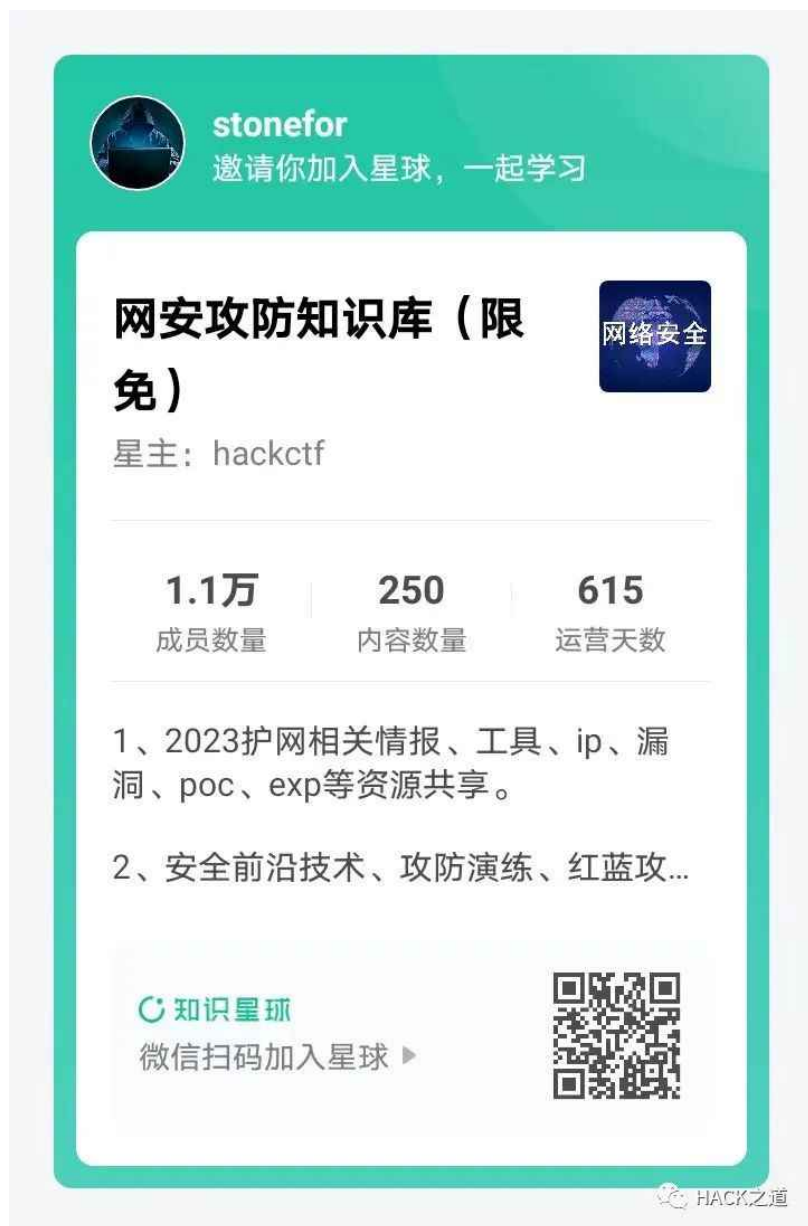 stonefor
邀请你加入星球，一起学习
网安攻防知识库（限
免）
网络安全
星主：hackctf
1.1万
250
615
成员数量
内容数量
运营天数
1、2023护网相关情报、工具、ip、漏
洞、poc、exp等资源共享。
2、安全前沿技术、攻防演练、红蓝攻...
知识星球
微信扫码加入星球
HACK之道